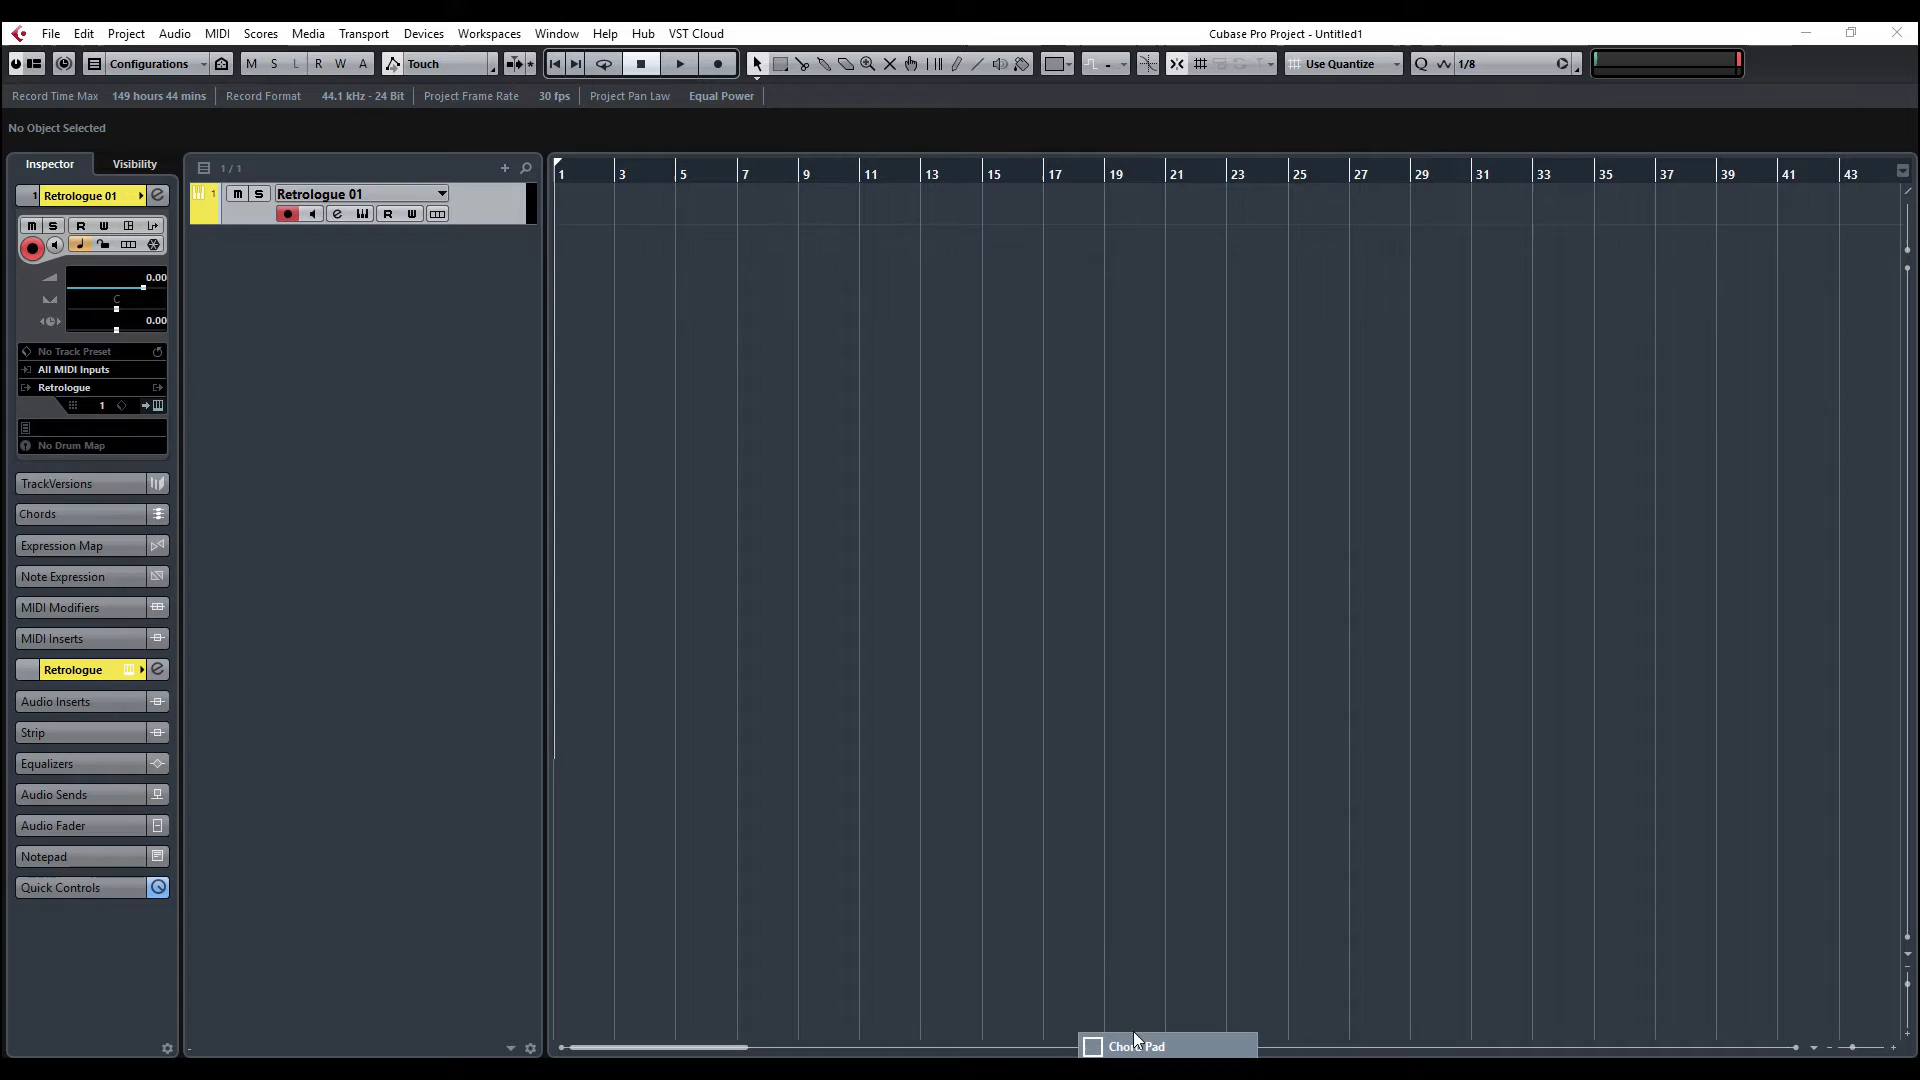 File Edit Project Audio MIDI Scores Media Transport Devices Workspaces Window Help Hub VST Cloud Cubase Pro Project - Untitled1
Configurations M S L R W A Touch Use Quantize Q 1/8
Record Time Max 149 hours 44 mins Record Format 44.1 kHz - 24 Bit Project Frame Rate 30 fps Project Pan Law Equal Power
No Object Selected
Inspector Visibility
1 / 1
1 3 5 7 9 11 13 15 17 19 21 23 25 27 29 31 33 35 37 39 41 43
1 Retrologue 01
1 m S Retrologue 01
R W
m S R W
0.00
C
0.00
No Track Preset
All MIDI Inputs
Retrologue
1
No Drum Map
TrackVersions
Chords
Expression Map
Note Expression
MIDI Modifiers
MIDI Inserts
Retrologue
Audio Inserts
Strip
Equalizers
Audio Sends
Audio Fader
Notepad
Quick Controls
Pad